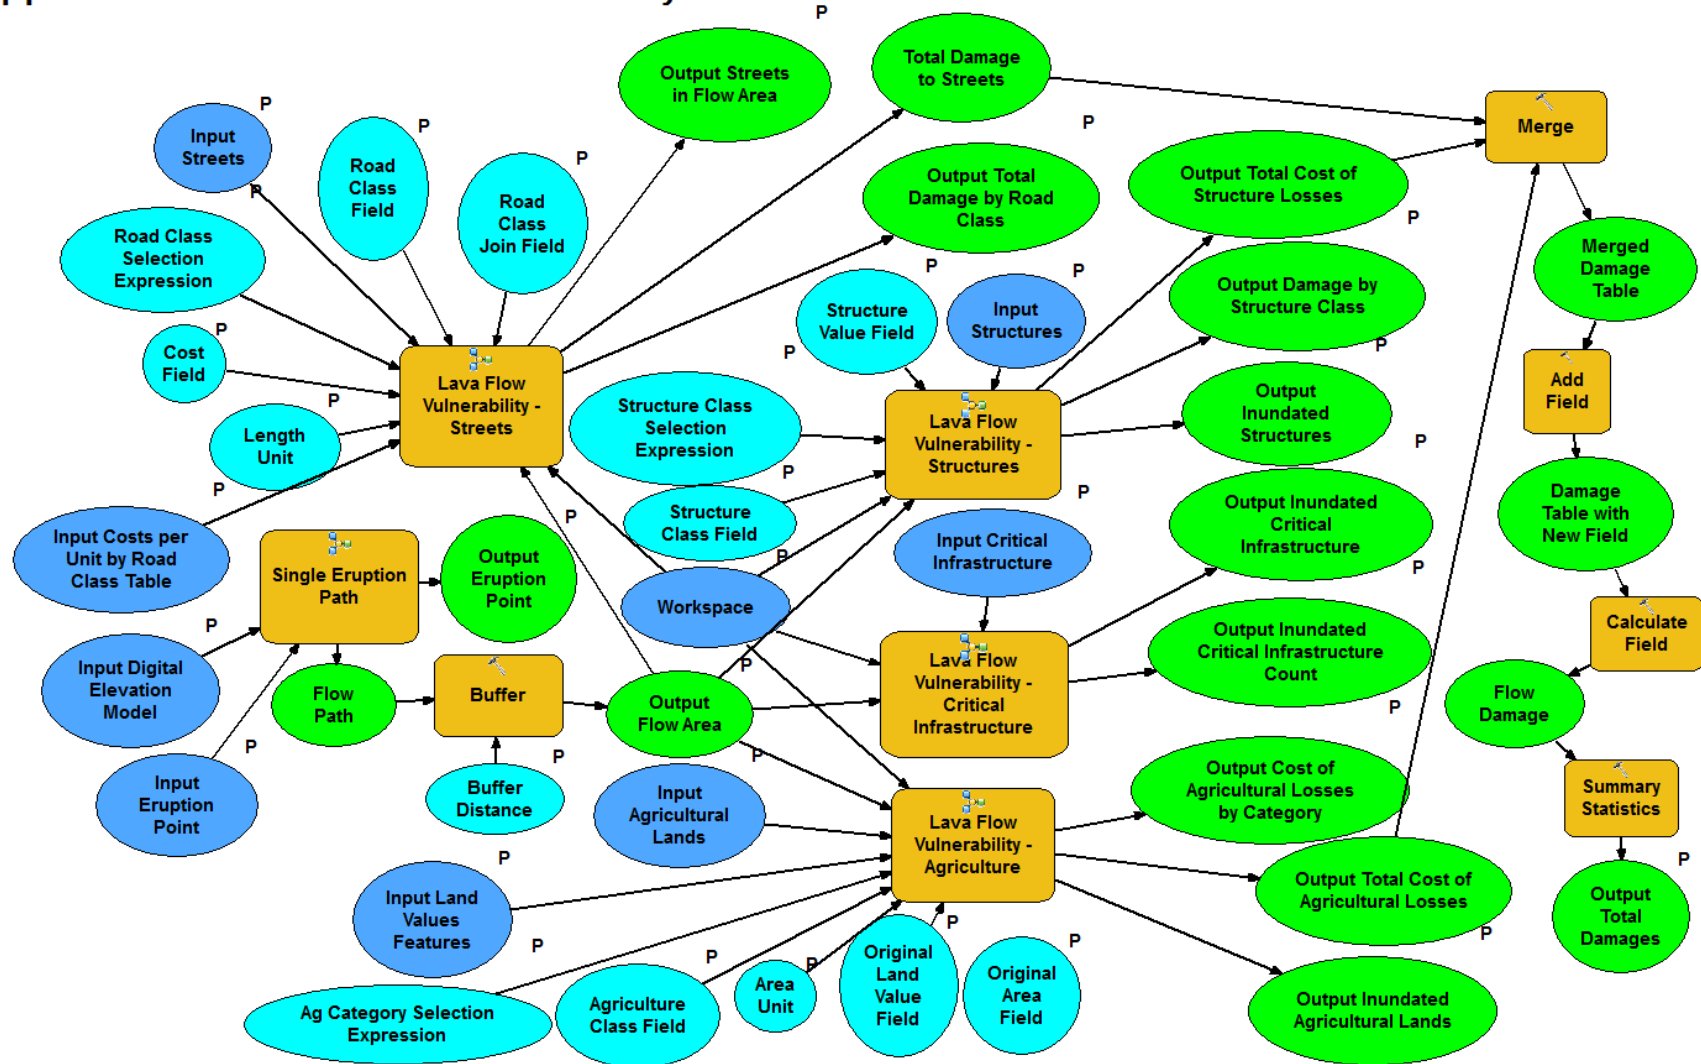 P
Output Streets
in Flow Area
P
Total Damage
to Streets
Merge
P
Input
Streets
P
P
Road
Class
Field
P
Road
Class
Join Field
P
Output Total
Damage by Road
Class
Output Total Cost of
Structure Losses
P
Road Class
Selection
Expression
Merged
Damage
Table
P
Structure
Value Field
P
Input
Structures
Output Damage by
Structure Class
P
P
Cost
Field
P
Lava Flow
Vulnerability -
Streets
P
Add
Field
Structure Class
Selection
Expression
Lava Flow
Vulnerability -
Structures
Output
Inundated
Structures
P
Length
Unit
P
P
Structure
Class Field
P
Output Inundated
Critical
Infrastructure
P
Damage
Table with
New Field
Input Costs per
Unit by Road
Class Table
P
Single Eruption
Path
Output
Eruption
Point
P
Workspace
Input Critical
Infrastructure
Calculate
Field
P
Input Digital
Elevation
Model
Flow
Path
Buffer
Output
Flow Area
P
Lava Flow
Vulnerability -
Critical
Infrastructure
Output Inundated
Critical Infrastructure
Count
P
Flow
Damage
P
Input
Eruption
Point
P
Buffer
Distance
P
Input
Agricultural
Lands
Lava Flow
Vulnerability -
Agriculture
Output Cost of
Agricultural Losses
by Category
Summary
Statistics
P
P
Input Land
Values
Features
Output Total Cost of
Agricultural Losses
P
Output
Total
Damages
P
Ag Category Selection
Expression
P
Agriculture
Class Field
P
Area
Unit
P
Original
Land
Value
Field
P
Original
Area
Field
Output Inundated
Agricultural Lands